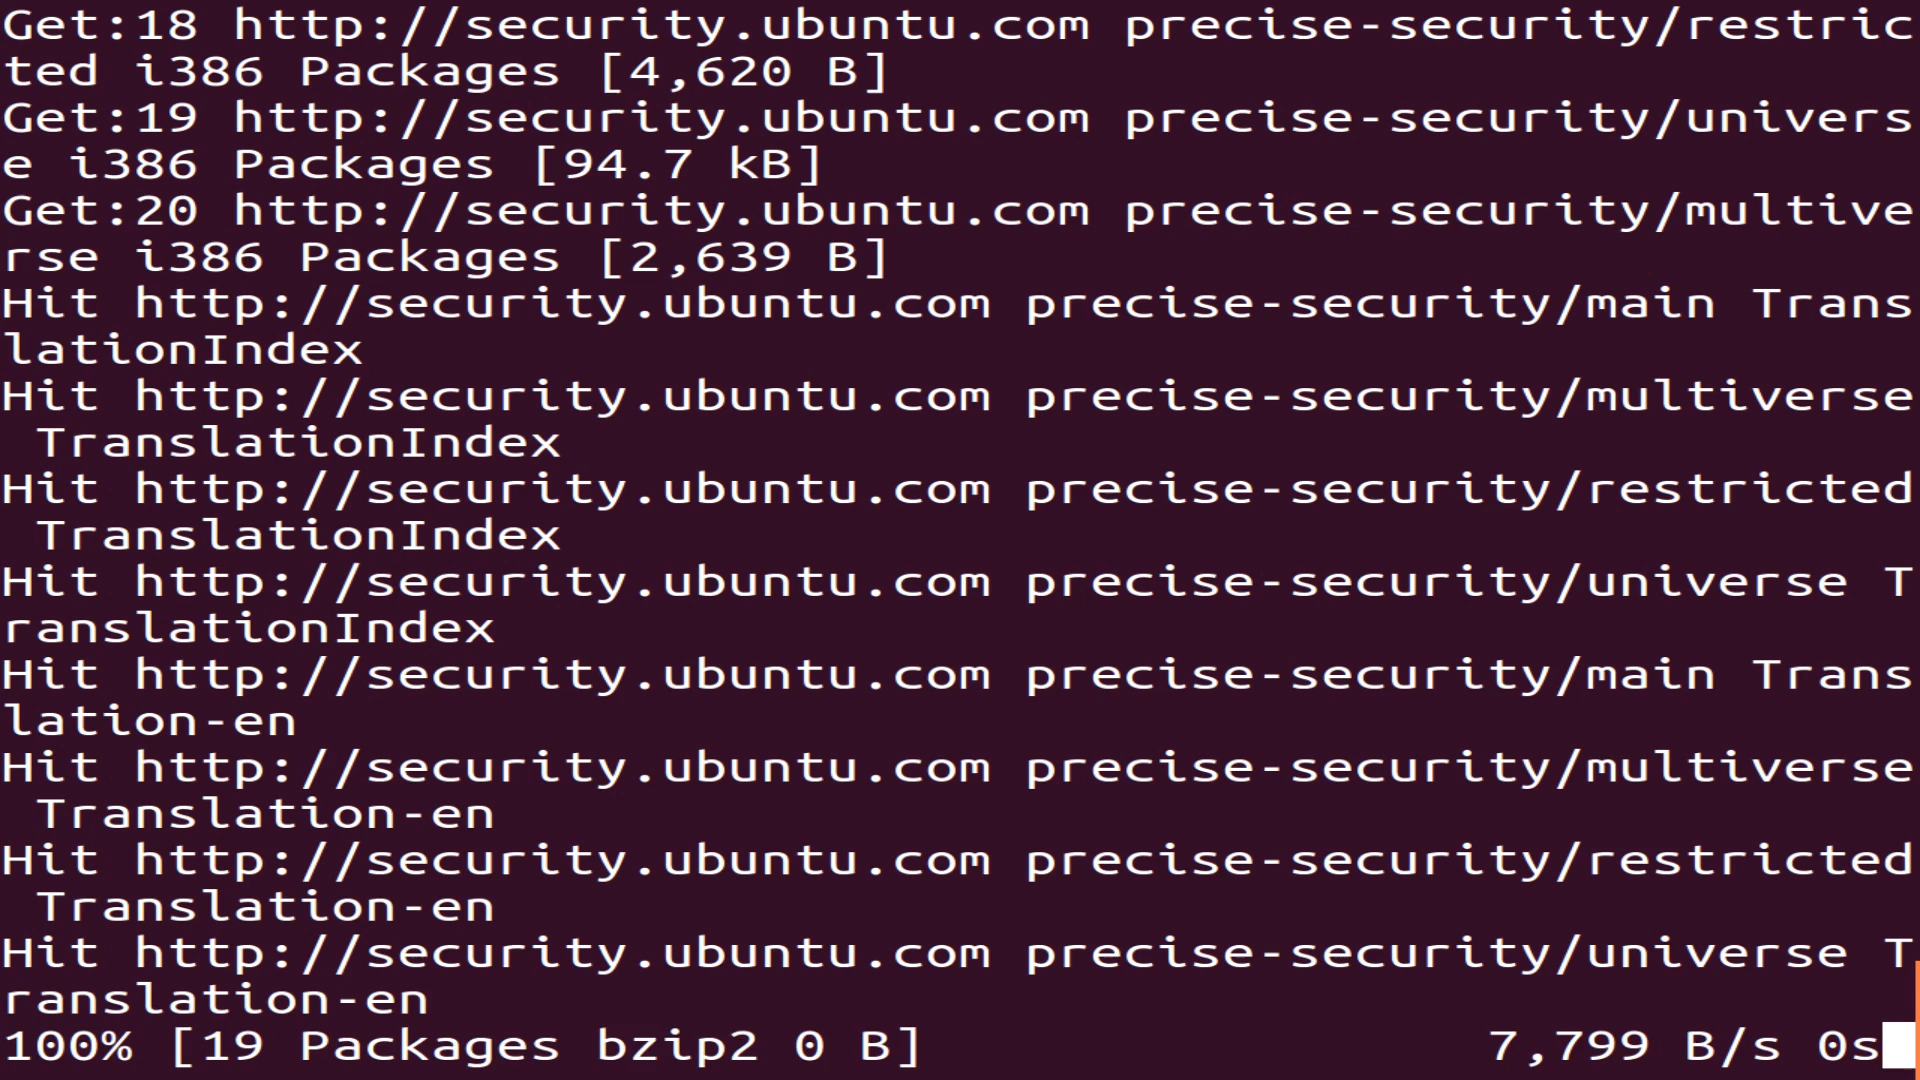 Get:18 http://security.ubuntu.com precise-security/restric
ted i386 Packages [4,620 B]
Get:19 http://security.ubuntu.com precise-security/univers
e i386 Packages [94.7 kB]
Get:20 http://security.ubuntu.com precise-security/multive
rse i386 Packages [2,639 B]
Hit http://security.ubuntu.com precise-security/main Trans
lationIndex
Hit http://security.ubuntu.com precise-security/multiverse
 TranslationIndex
Hit http://security.ubuntu.com precise-security/restricted
 TranslationIndex
Hit http://security.ubuntu.com precise-security/universe T
ranslationIndex
Hit http://security.ubuntu.com precise-security/main Trans
lation-en
Hit http://security.ubuntu.com precise-security/multiverse
 Translation-en
Hit http://security.ubuntu.com precise-security/restricted
 Translation-en
Hit http://security.ubuntu.com precise-security/universe T
ranslation-en
100% [19 Packages bzip2 0 B] 7,799 B/s 0s